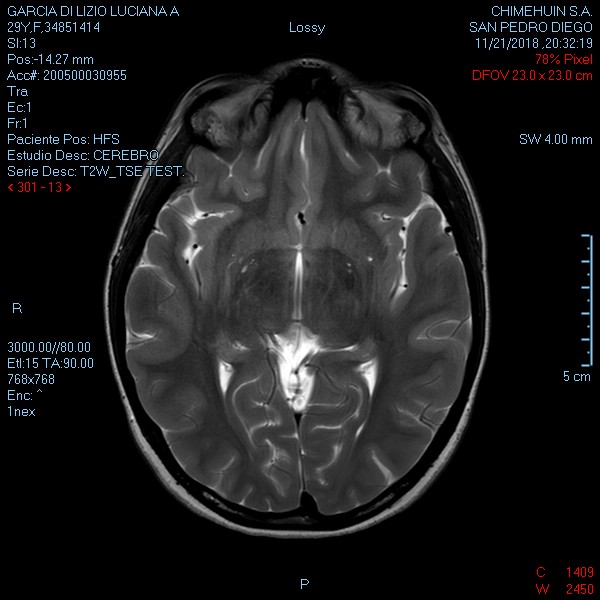 GARCIA DI LIZIO LUCIANA A
29Y,F,34851414
Sl:13
Pos:-14.27 mm
Acc#: 200500030955
Tra
Ec:1
Fr:1
Paciente Pos: HFS
Estudio Desc: CEREBRO
Serie Desc: T2W_TSE TEST.
< 301 - 13 >
Lossy
CHIMEHUIN S.A.
SAN PEDRO DIEGO
11/21/2018 ,20:32:19
78% Pixel
DFOV 23.0 x 23.0 cm
SW 4.00 mm
R
3000.00//80.00
Etl:15 TA:90.00
768x768
Enc: ^
1nex
5 cm
P
C 1409
W 2450